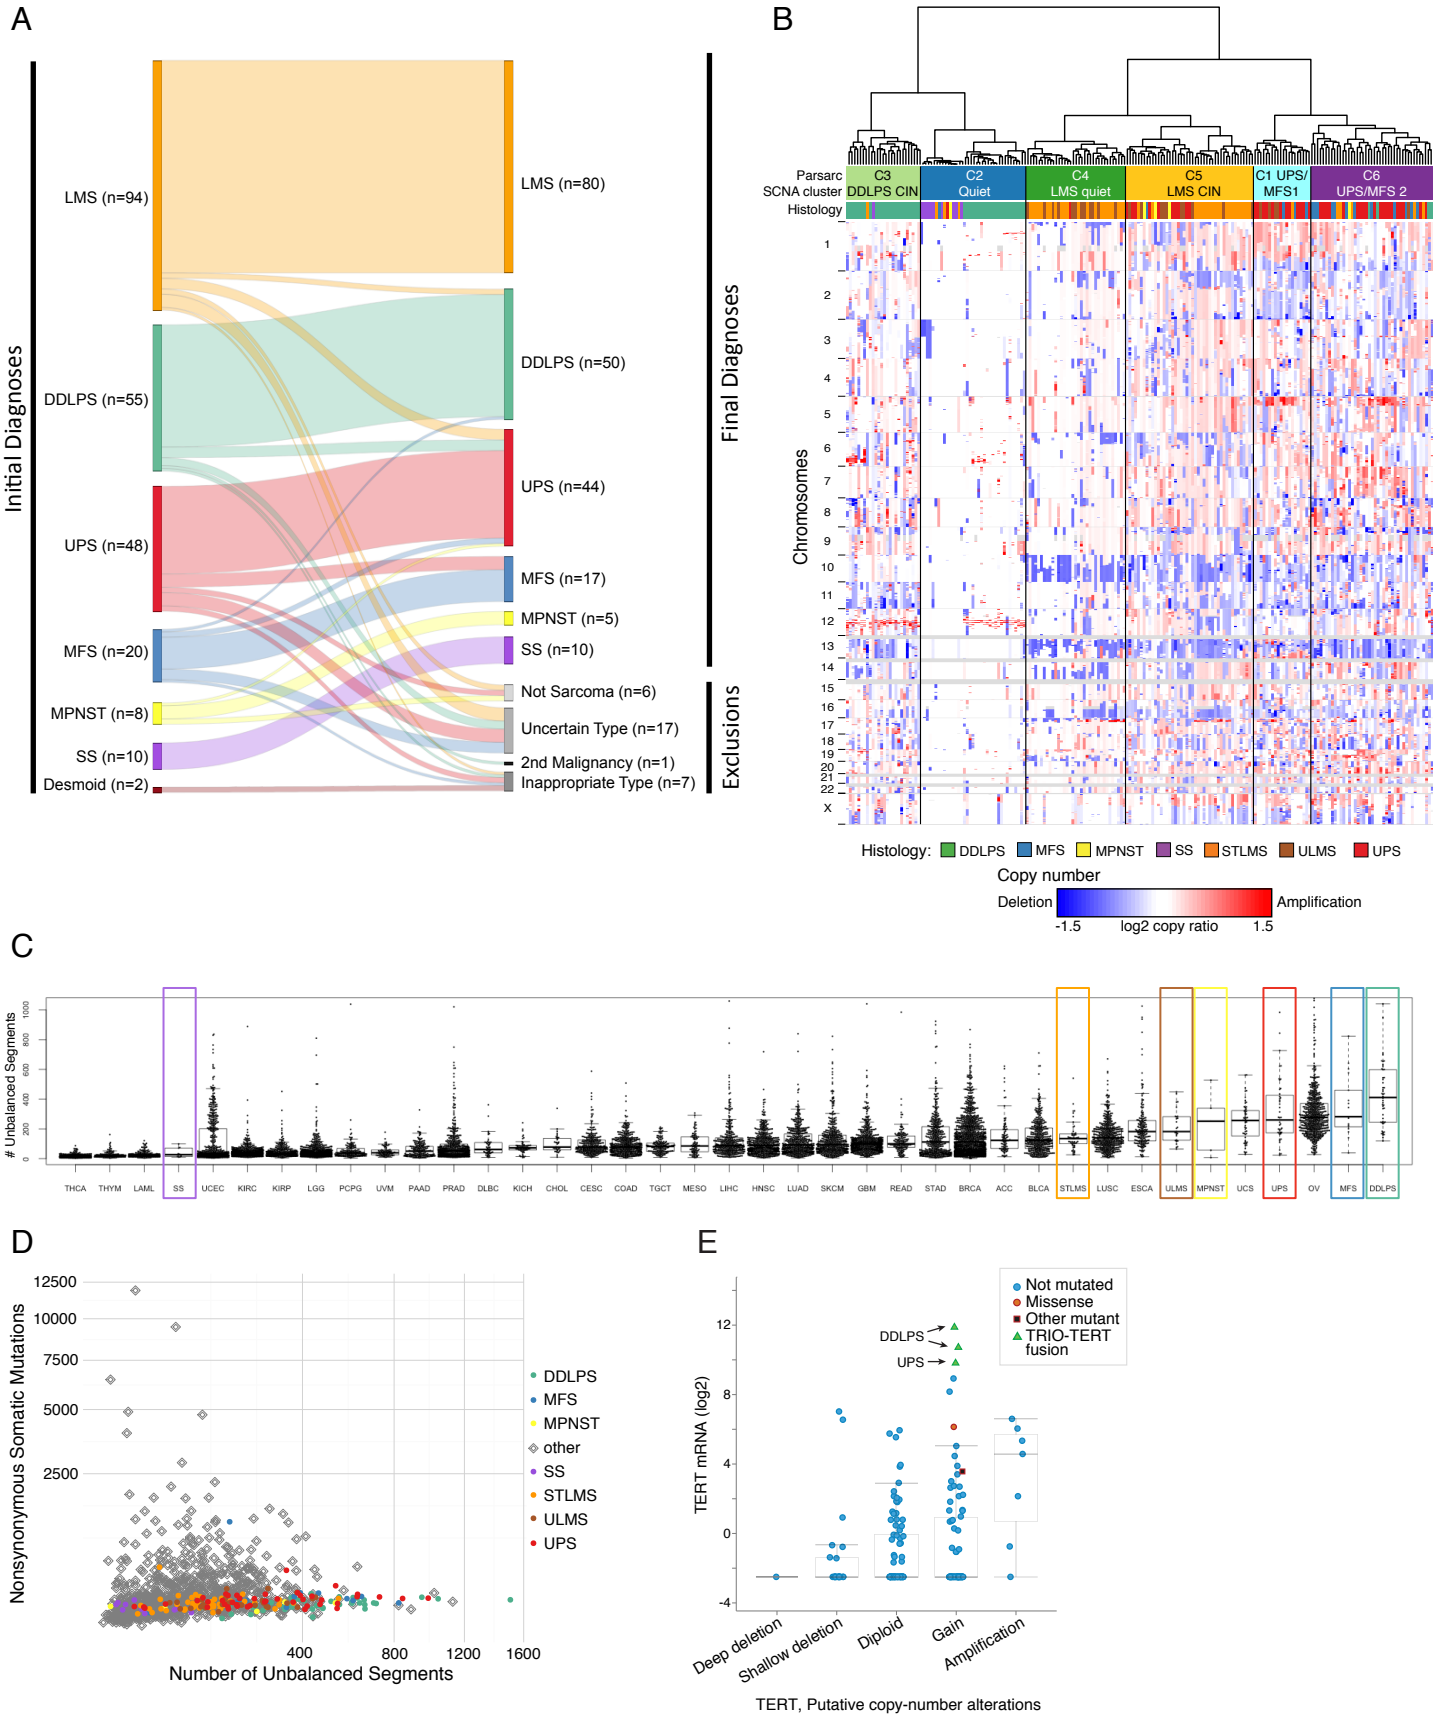 A
Initial Diagnoses
LMS (n=94)
DDLPS (n=55)
UPS (n=48)
MFS (n=20)
MPNST (n=8)
SS (n=10)
Desmoid (n=2)
LMS (n=80)
DDLPS (n=50)
UPS (n=44)
MFS (n=17)
MPNST (n=5)
SS (n=10)
Not Sarcoma (n=6)
Uncertain Type (n=17)
2nd Malignancy (n=1)
Inappropriate Type (n=7)
Final Diagnoses
Exclusions
B
Parsarc
SCNA cluster
C3
DDLPS CIN
C2
Quiet
C4
LMS quiet
C5
LMS CIN
C1 UPS/
MFS1
C6
UPS/MFS 2
Histology
Chromosomes
1
2
3
4
5
6
7
8
9
10
11
12
13
14
15
16
17
18
19
20
21
22
X
Histology: DDLPS MFS MPNST SS STLMS ULMS UPS
Copy number
Deletion Amplification
-1.5 log2 copy ratio 1.5
C
# Unbalanced Segments
1000
800
600
400
200
0
THCA THYM LAML SS UCEC KIRC KIRP LGG PCPG UVM PAAD PRAD DLBC KICH CHOL CESC COAD TGCT MESO LIHC HNSC LUAD SKCM GBM READ STAD BRCA ACC BLCA STLMS LUSC ESCA ULMS MPNST UCS UPS OV MFS DDLPS
D
Nonsynonymous Somatic Mutations
12500
10000
7500
5000
2500
400 800 1200 1600
Number of Unbalanced Segments
DDLPS
MFS
MPNST
other
SS
STLMS
ULMS
UPS
E
TERT mRNA (log2)
12
8
4
0
-4
DDLPS
UPS
Not mutated
Missense
Other mutant
TRIO-TERT
fusion
Deep deletion
Shallow deletion
Diploid
Gain
Amplification
TERT, Putative copy-number alterations